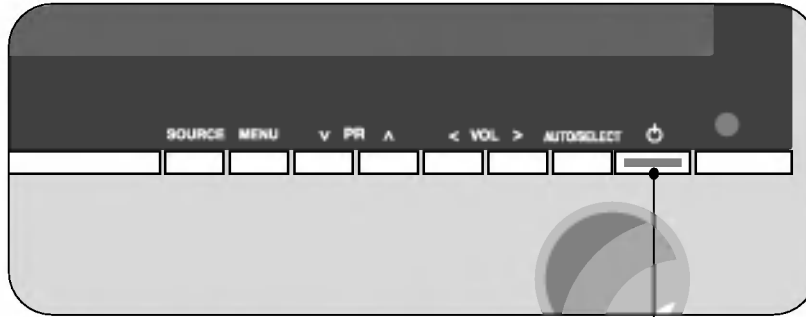 SOURCE MENU ∨ PR ∧ < VOL > AUTO/SELECT ⏻